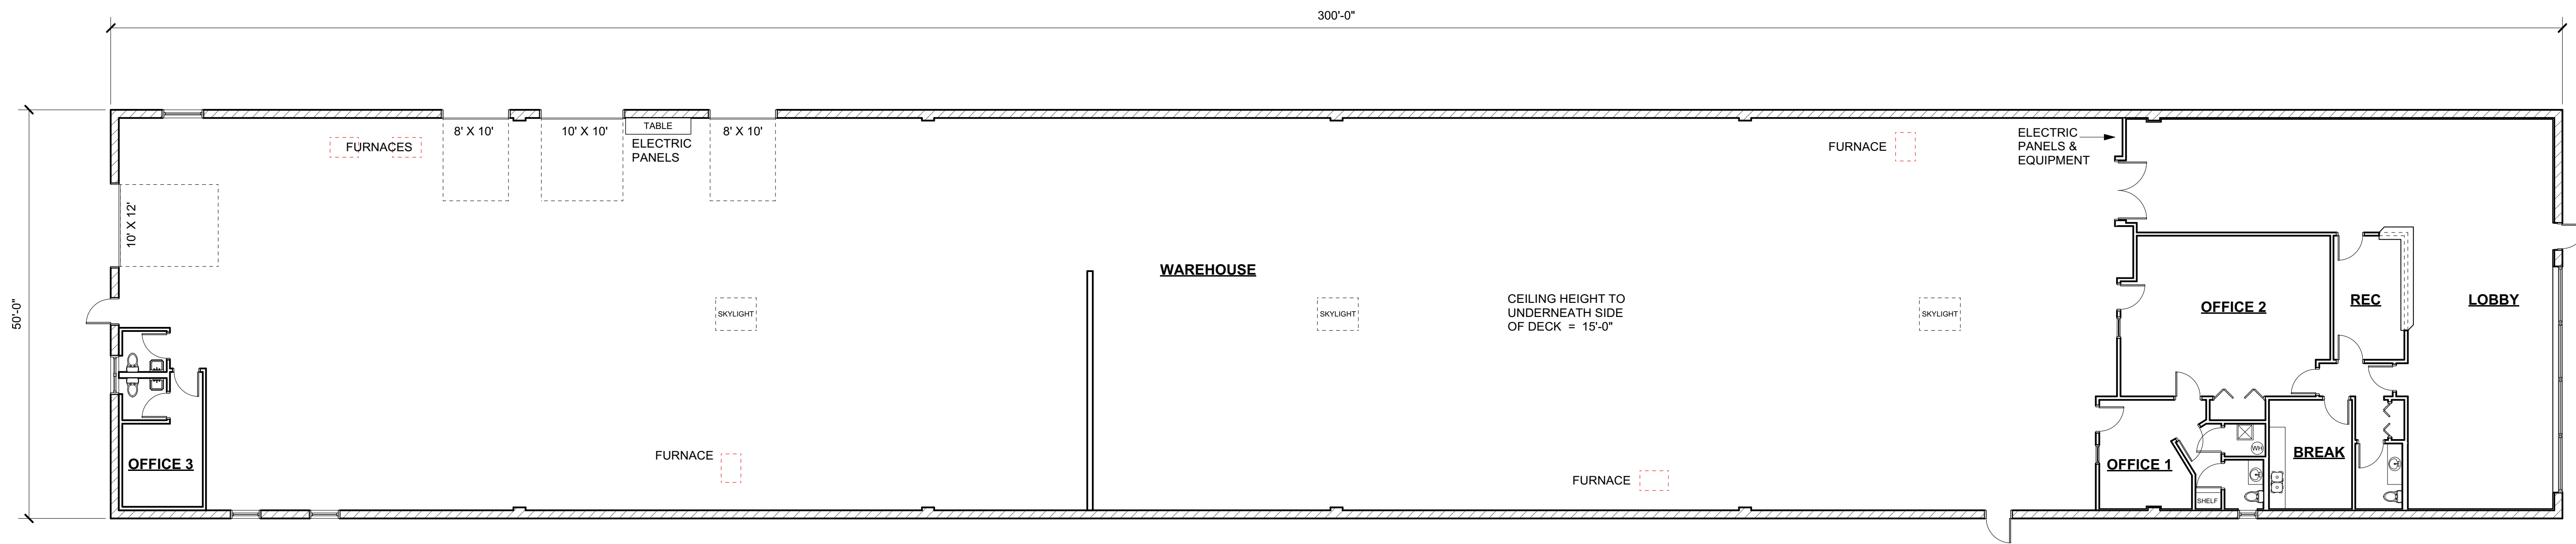 300'-0"
50'-0"
FURNACES
8' X 10'
10' X 10'
TABLE
ELECTRIC
PANELS
8' X 10'
FURNACE
ELECTRIC
PANELS &
EQUIPMENT
10' X 12'
WAREHOUSE
SKYLIGHT
SKYLIGHT
CEILING HEIGHT TO
UNDERNEATH SIDE
OF DECK = 15'-0"
SKYLIGHT
OFFICE 2
REC
LOBBY
OFFICE 3
FURNACE
FURNACE
OFFICE 1
WH
SHELF
BREAK